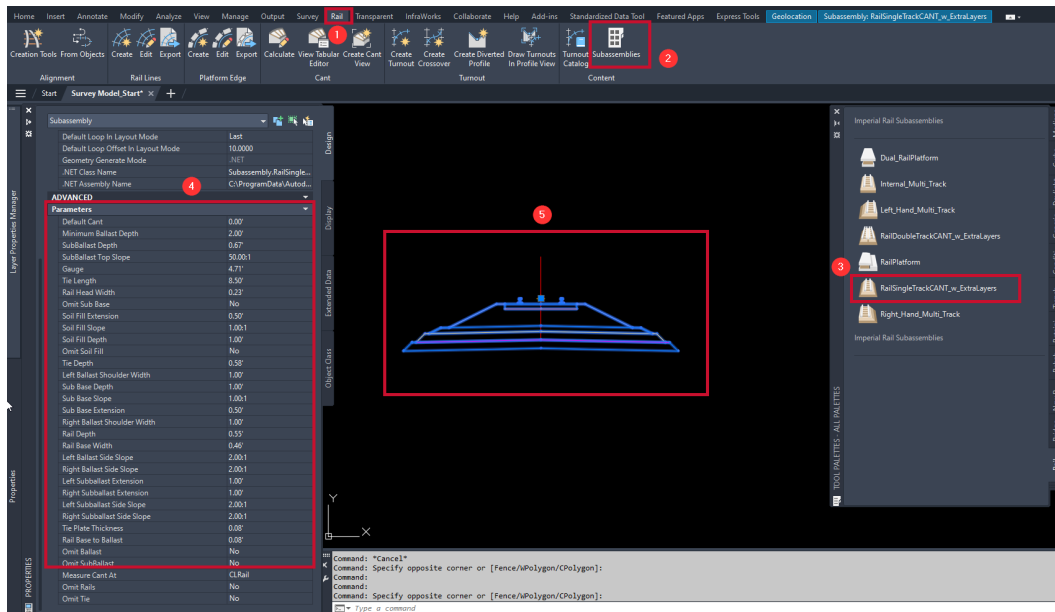 Home Insert Annotate Modify Analyze View Manage Output Survey Rail Transparent InfraWorks Collaborate Help Add-ins Standardized Data Tool Featured Apps Express Tools Geolocation Subassembly: RailSingleTrackCANT_w_ExtraLayers
1
2
Creation Tools From Objects Create Edit Export Create Edit Export Calculate View Tabular Editor Create Cant View Create Turnout Create Crossover Create Diverted Profile Draw Turnouts In Profile View Turnout Catalog Subassemblies
Alignment Rail Lines Platform Edge Cant Turnout Content
Start Survey Model_Start* +
Subassembly
Default Loop In Layout Mode Last
Default Loop Offset In Layout Mode 10.0000
Geometry Generate Mode .NET
.NET Class Name Subassembly.RailSingle...
.NET Assembly Name C:\ProgramData\Autod...
4
ADVANCED
Parameters
Default Cant 0.00'
Minimum Ballast Depth 2.00'
SubBallast Depth 0.67'
SubBallast Top Slope 50.00:1
Gauge 4.71'
Tie Length 8.50'
Rail Head Width 0.23'
Omit Sub Base No
Soil Fill Extension 0.50'
Soil Fill Slope 1.00:1
Soil Fill Depth 1.00'
Omit Soil Fill No
Tie Depth 0.58'
Left Ballast Shoulder Width 1.00'
Sub Base Depth 1.00'
Sub Base Slope 1.00:1
Sub Base Extension 0.50'
Right Ballast Shoulder Width 1.00'
Rail Depth 0.55'
Rail Base Width 0.46'
Left Ballast Side Slope 2.00:1
Right Ballast Side Slope 2.00:1
Left Subballast Extension 1.00'
Right Subballast Extension 1.00'
Left Subballast Side Slope 2.00:1
Right Subballast Side Slope 2.00:1
Tie Plate Thickness 0.08'
Rail Base to Ballast 0.08'
Omit Ballast No
Omit SubBallast No
Measure Cant At CLRail
Omit Rails No
Omit Tie No
Layer Properties Manager
Properties
PROPERTIES
Design
Display
Extended Data
Object Class
5
Y
X
Command: *Cancel*
Command: Specify opposite corner or [Fence/WPolygon/CPolygon]:
Command:
Command:
Command: Specify opposite corner or [Fence/WPolygon/CPolygon]:
Type a command
Imperial Rail Subassemblies
Dual_RailPlatform
Internal_Multi_Track
Left_Hand_Multi_Track
RailDoubleTrackCANT_w_ExtraLayers
3
RailPlatform
RailSingleTrackCANT_w_ExtraLayers
Right_Hand_Multi_Track
Imperial Rail Subassemblies
TOOL PALETTES - ALL PALETTES